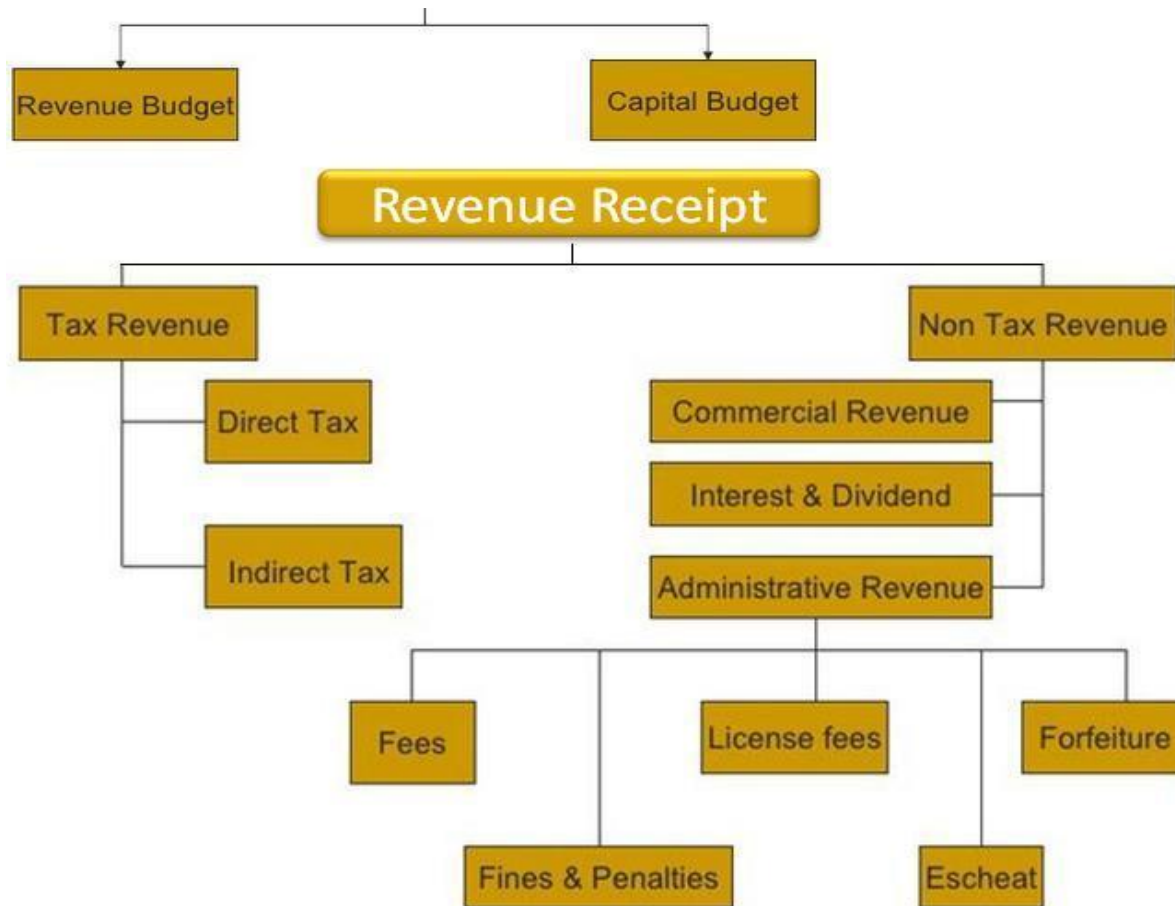 Revenue Budget
Capital Budget
Revenue Receipt
Tax Revenue
Non Tax Revenue
Direct Tax
Commercial Revenue
Interest & Dividend
Indirect Tax
Administrative Revenue
Fees
License fees
Forfeiture
Fines & Penalties
Escheat